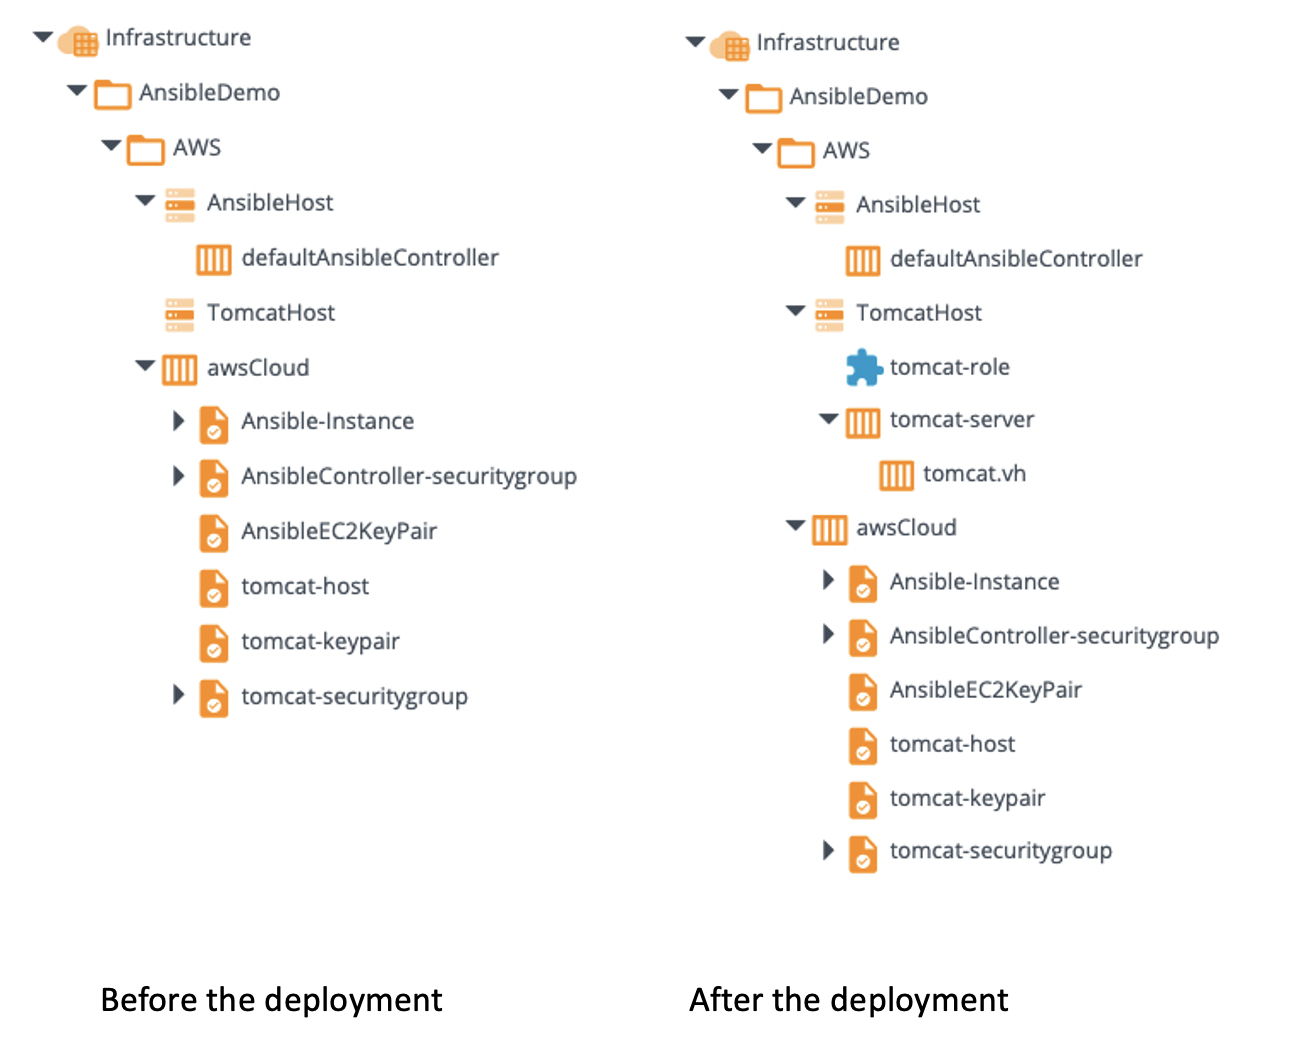 Infrastructure
AnsibleDemo
AWS
AnsibleHost
defaultAnsibleController
TomcatHost
awsCloud
Ansible-Instance
AnsibleController-securitygroup
AnsibleEC2KeyPair
tomcat-host
tomcat-keypair
tomcat-securitygroup
Before the deployment
Infrastructure
AnsibleDemo
AWS
AnsibleHost
defaultAnsibleController
TomcatHost
tomcat-role
tomcat-server
tomcat.vh
awsCloud
Ansible-Instance
AnsibleController-securitygroup
AnsibleEC2KeyPair
tomcat-host
tomcat-keypair
tomcat-securitygroup
After the deployment